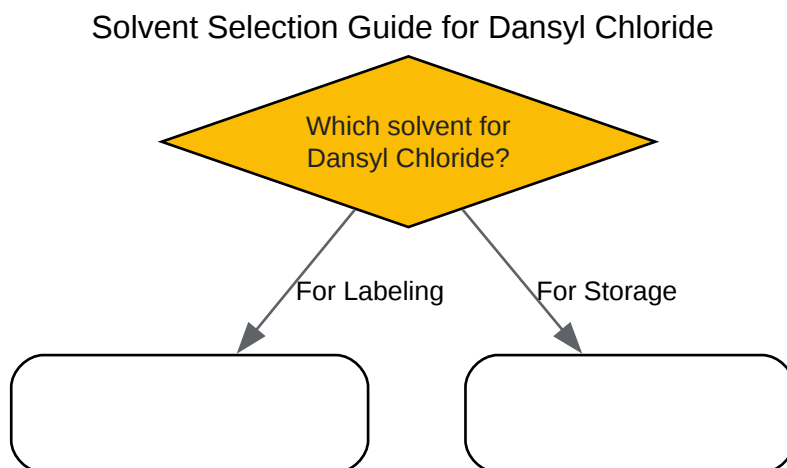 Solvent Selection Guide for Dansyl Chloride
Which solvent for
Dansyl Chloride?
For Labeling
For Storage